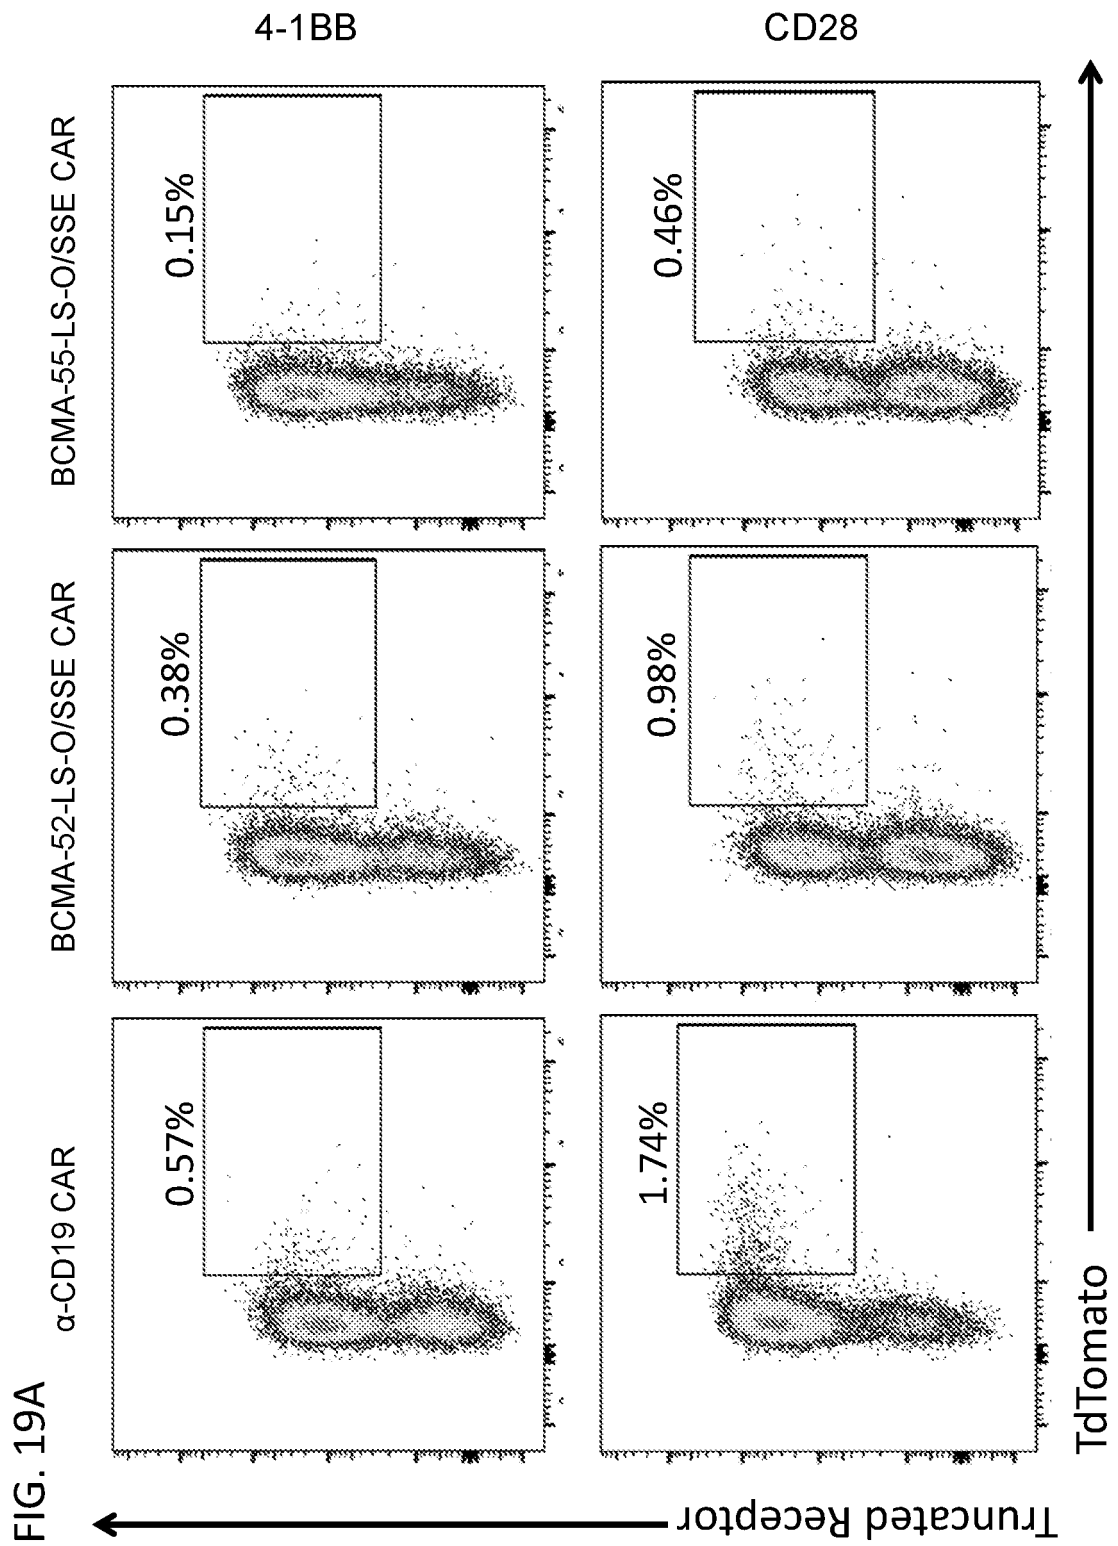 FIG. 19A
α-CD19 CAR
BCMA-52-LS-O/SSE CAR
BCMA-55-LS-O/SSE CAR
0.57%
0.38%
0.15%
4-1BB
1.74%
0.98%
0.46%
CD28
Truncated Receptor
TdTomato